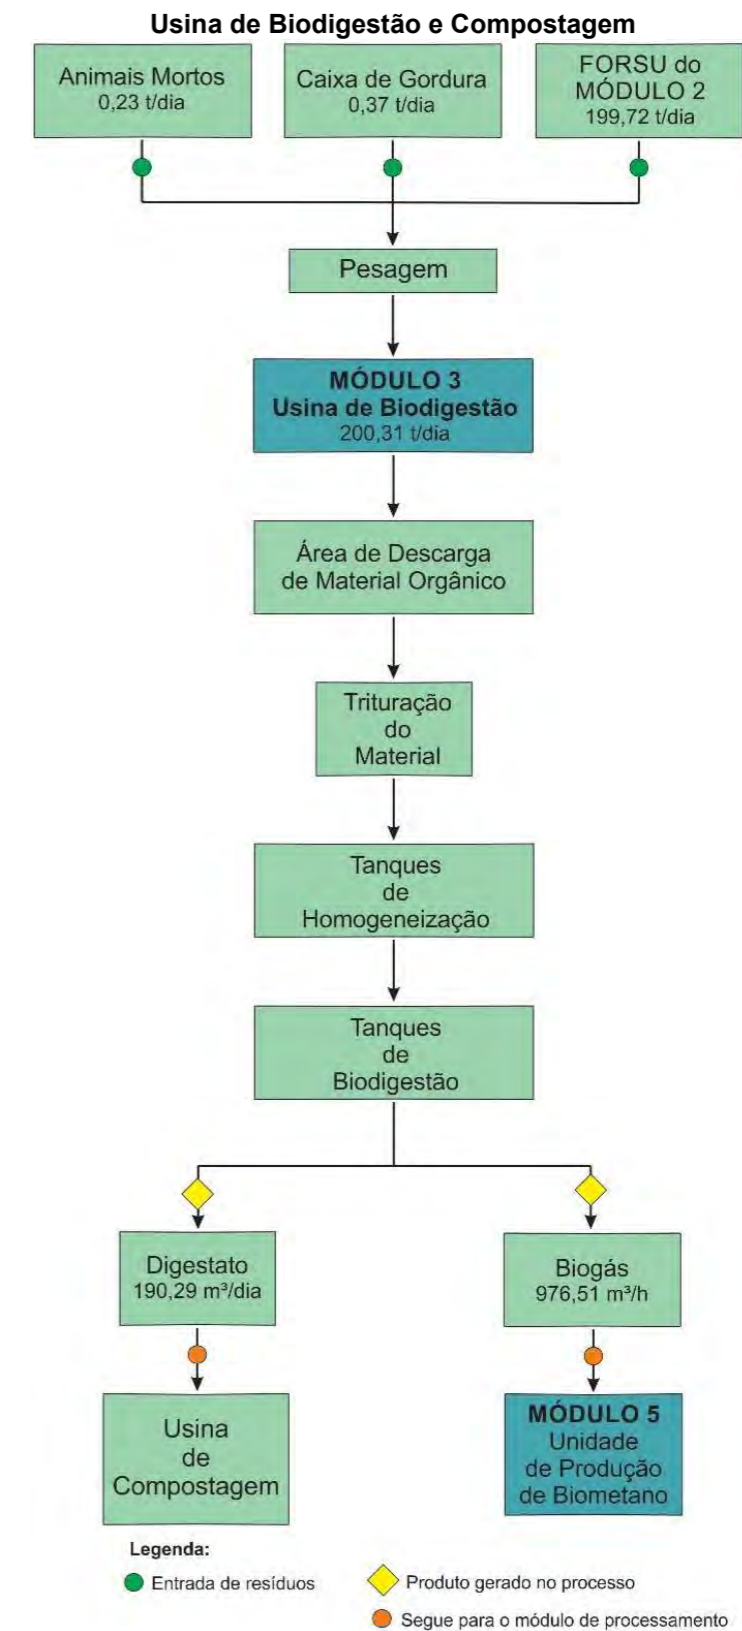 Usina de Biodigestão e Compostagem
Animais Mortos
0,23 t/dia
Caixa de Gordura
0,37 t/dia
FORSU do
MÓDULO 2
199,72 t/dia
Pesagem
MÓDULO 3
Usina de Biodigestão
200,31 t/dia
Área de Descarga
de Material Orgânico
Trituração
do
Material
Tanques
de
Homogeneização
Tanques
de
Biodigestão
Digestato
190,29 m³/dia
Biogás
976,51 m³/h
Usina
de
Compostagem
MÓDULO 5
Unidade
de Produção
de Biometano
Legenda:
Entrada de resíduos
Produto gerado no processo
Segue para o módulo de processamento